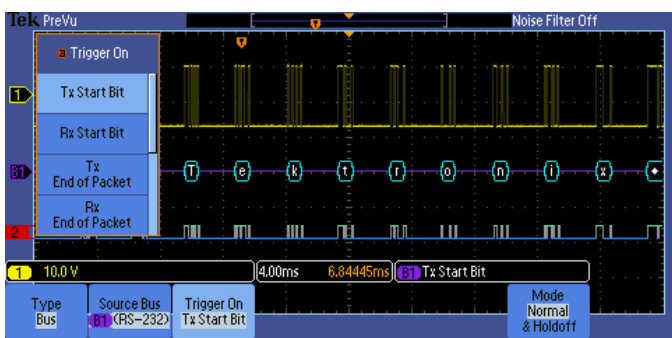 Tek PreVu
Noise Filter Off
T
a Trigger On
T
Tx Start Bit
1
Rx Start Bit
Tx
End of Packet
B1
T e k t r o n i x
Rx
End of Packet
2
1 10.0 V
4.00ms 6.84445ms
B1 Tx Start Bit
Type
Bus
Source Bus
B1 (RS-232)
Trigger On
Tx Start Bit
Mode
Normal
& Holdoff